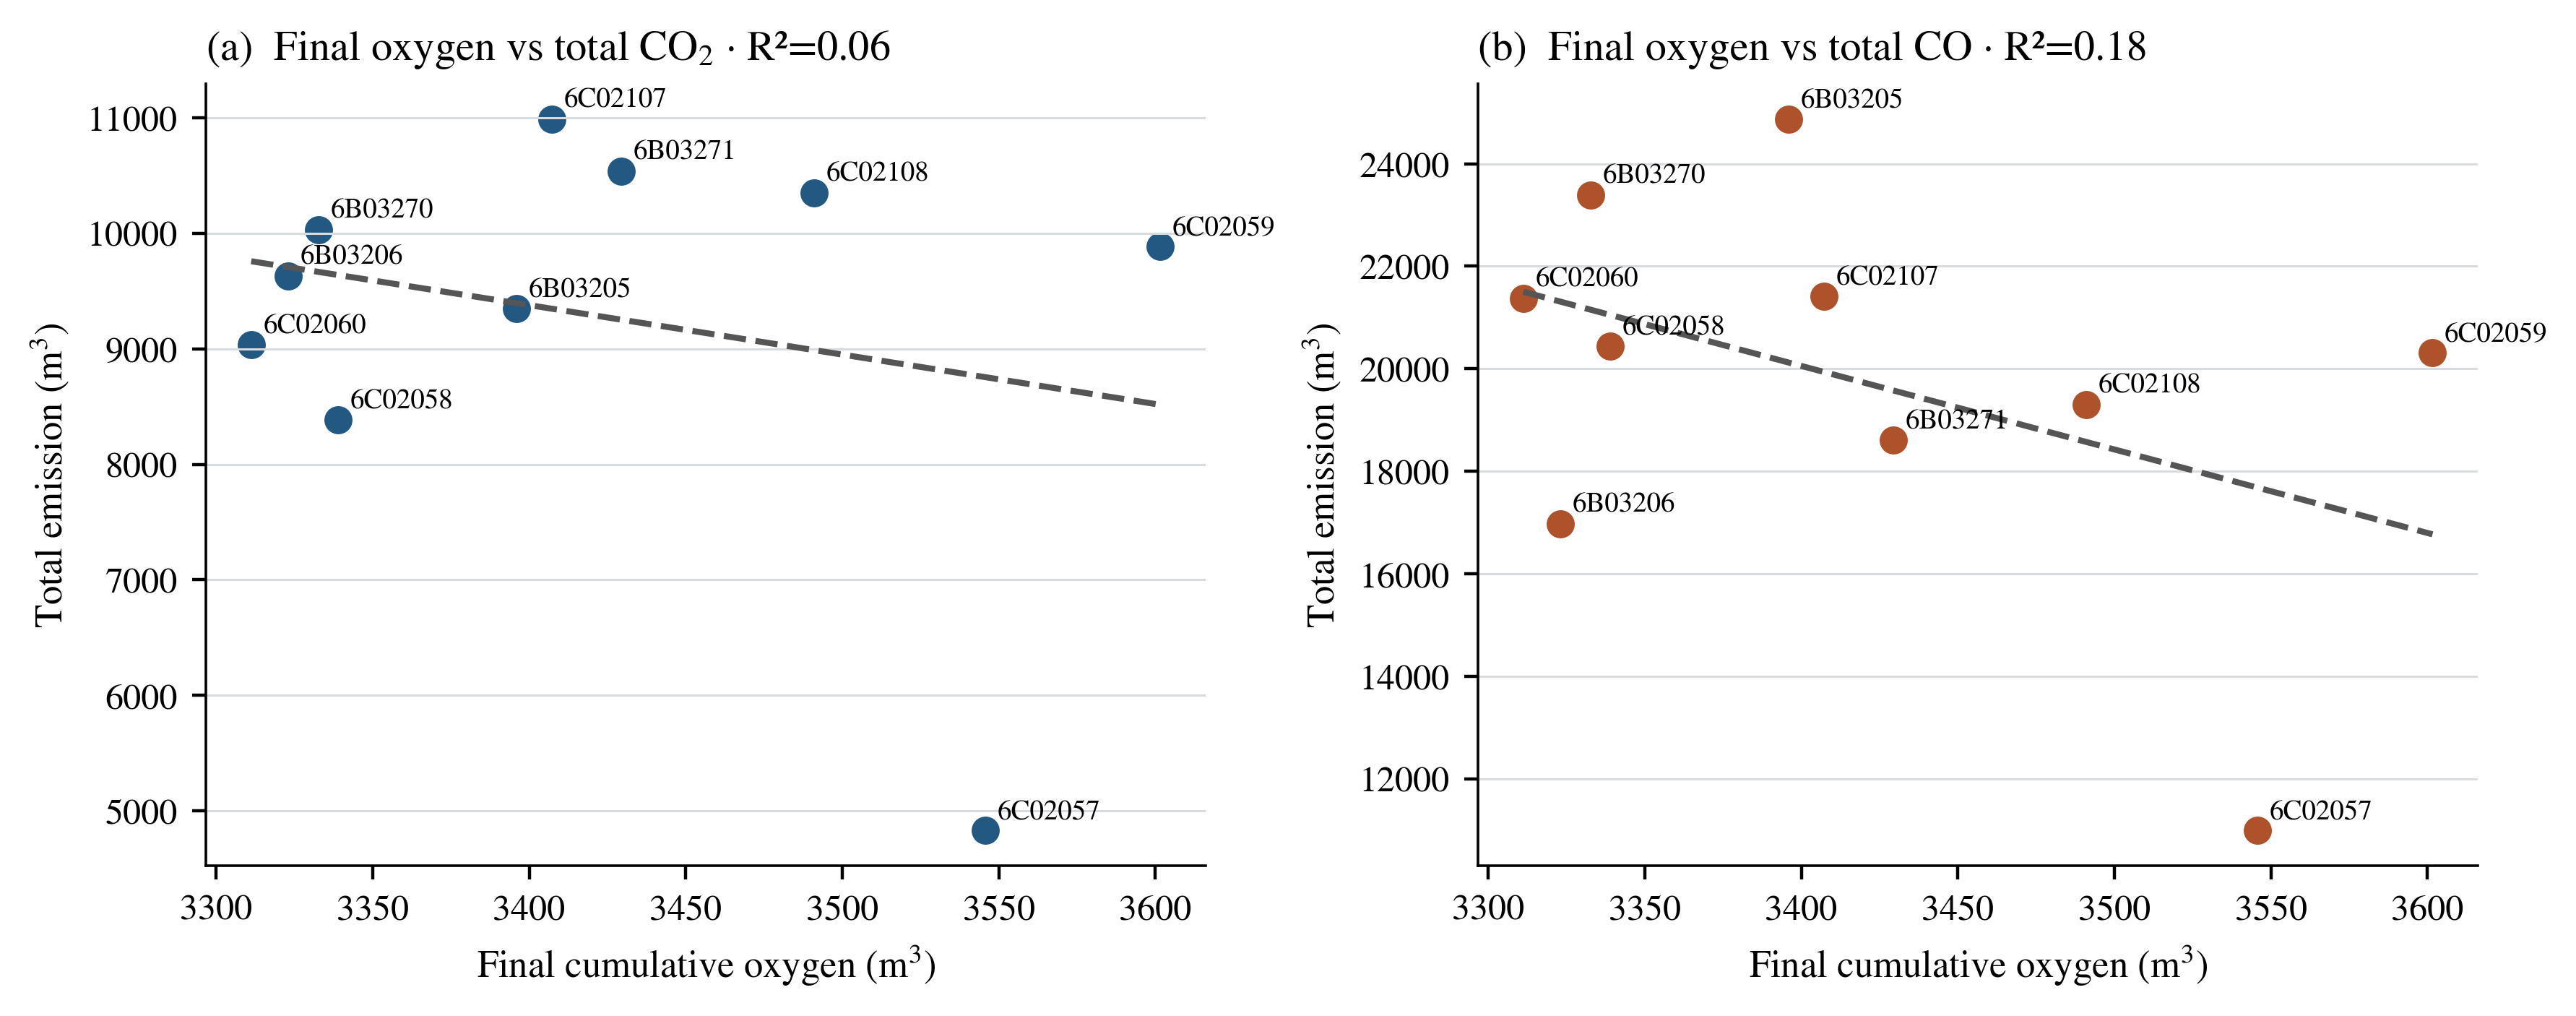 (a) Final oxygen vs total CO₂ · R²=0.06
11000
10000
9000
8000
7000
6000
5000
Total emission (m³)
6C02107
6B03271
6C02108
6B03270
6C02059
6B03206
6B03205
6C02060
6C02058
6C02057
3300 3350 3400 3450 3500 3550 3600
Final cumulative oxygen (m³)
(b) Final oxygen vs total CO · R²=0.18
24000
22000
20000
18000
16000
14000
12000
Total emission (m³)
6B03205
6B03270
6C02060
6C02107
6C02058
6C02059
6C02108
6B03271
6B03206
6C02057
3300 3350 3400 3450 3500 3550 3600
Final cumulative oxygen (m³)